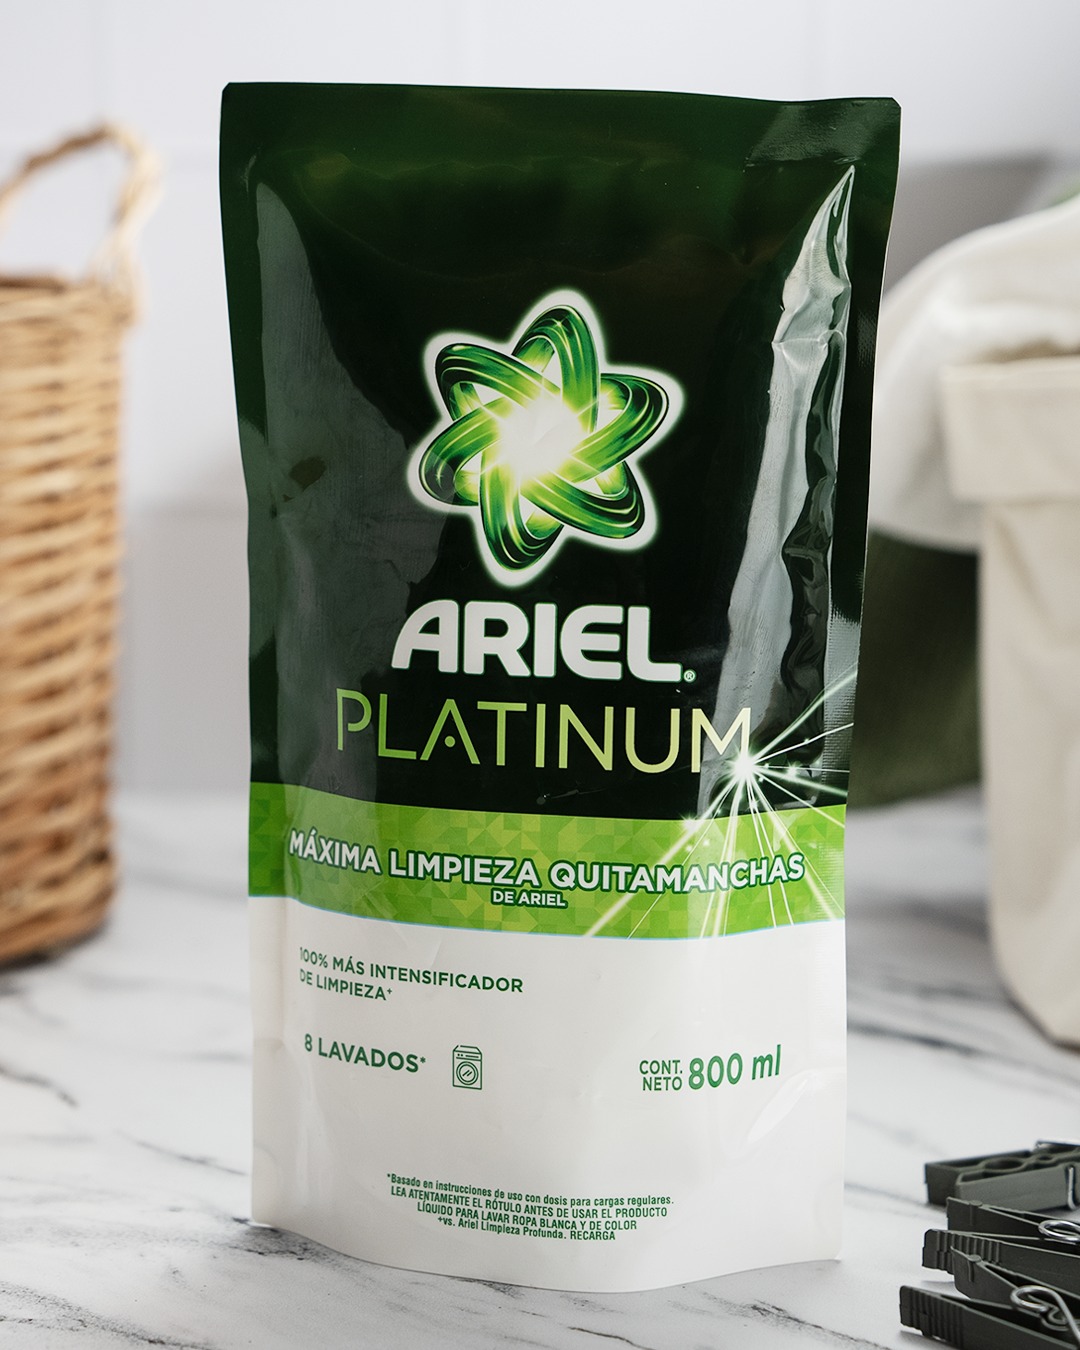 ARIEL®
PLATINUM
MÁXIMA LIMPIEZA QUITAMANCHAS
DE ARIEL
100% MÁS INTENSIFICADOR
DE LIMPIEZA+
8 LAVADOS*
CONT.
NETO 800 ml
*Basado en instrucciones de uso con dosis para cargas regulares.
LEA ATENTAMENTE EL RÓTULO ANTES DE USAR EL PRODUCTO
LÍQUIDO PARA LAVAR ROPA BLANCA Y DE COLOR
+vs. Ariel Limpieza Profunda. RECARGA